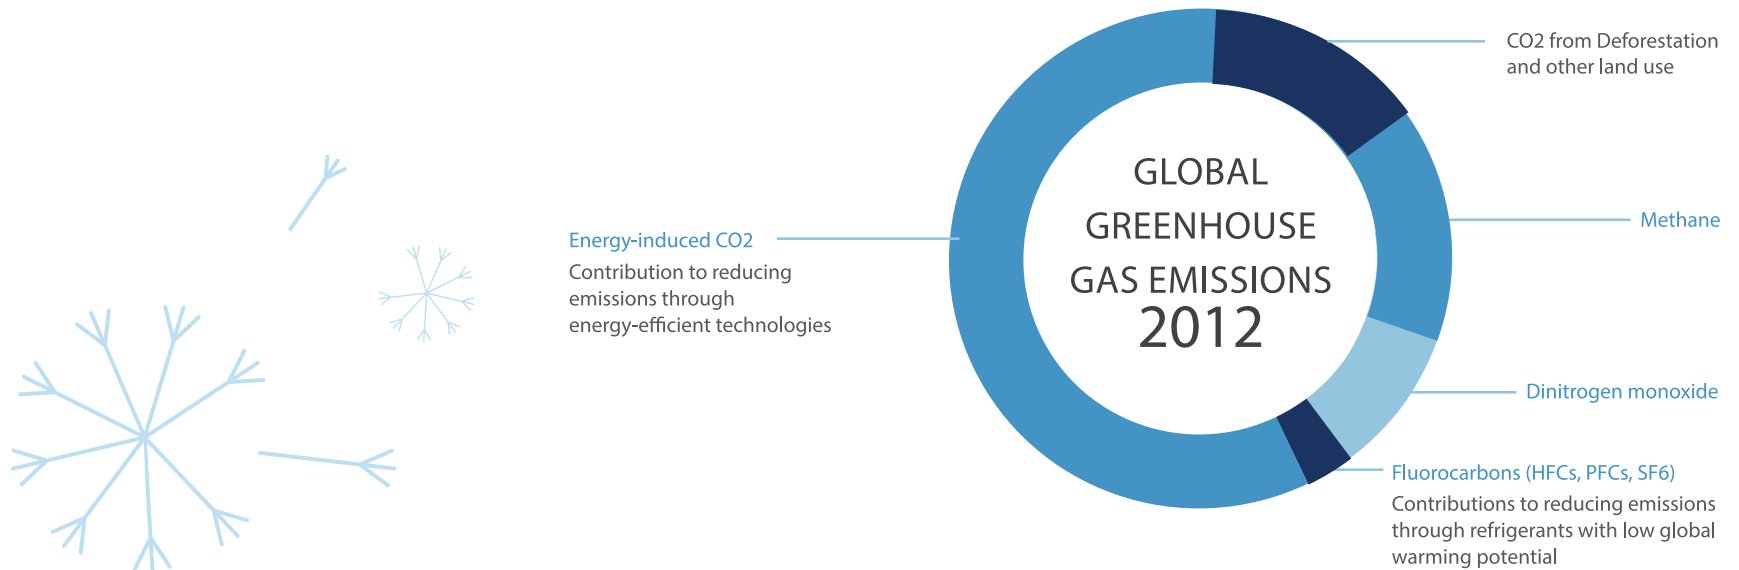 GLOBAL
GREENHOUSE
GAS EMISSIONS
2012
CO2 from Deforestation
and other land use
Methane
Dinitrogen monoxide
Fluorocarbons (HFCs, PFCs, SF6)
Contributions to reducing emissions
through refrigerants with low global
warming potential
Energy-induced CO2
Contribution to reducing
emissions through
energy-efficient technologies